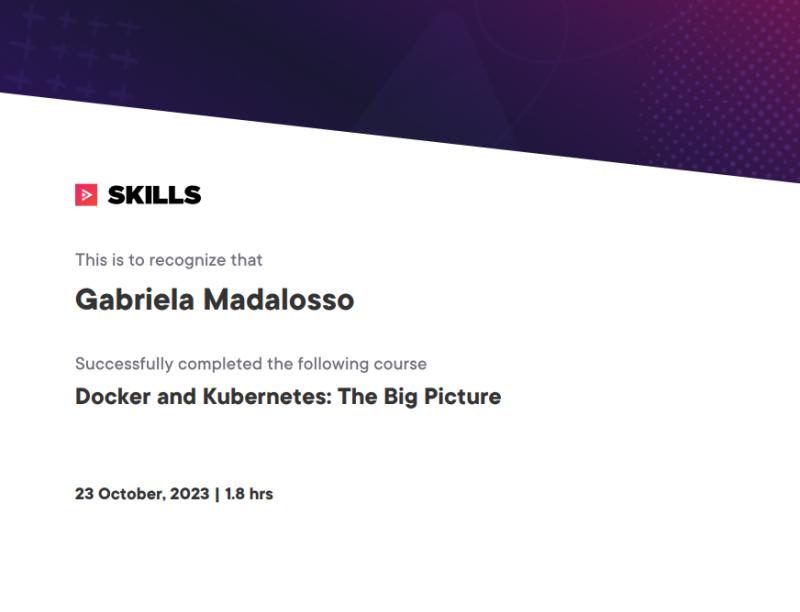 SKILLS
This is to recognize that
Gabriela Madalosso
Successfully completed the following course
Docker and Kubernetes: The Big Picture
23 October, 2023 | 1.8 hrs